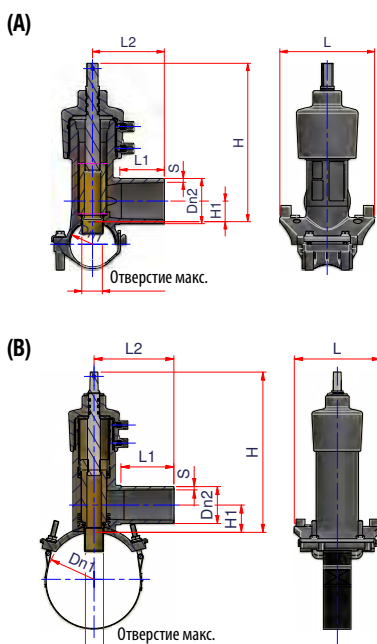 (A)
L2
L
H
L1
S
Dn2
H1
Отверстие макс.
(B)
L2
L
H
L1
S
Dn2
H1
Dn1
Отверстие макс.